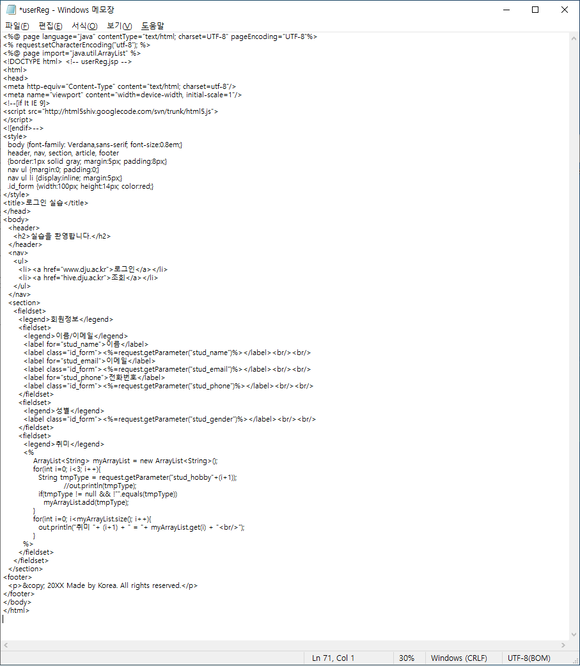 *userReg - Windows 메모장
파일(F) 편집(E) 서식(O) 보기(V) 도움말
<%@ page language="java" contentType="text/html; charset=UTF-8" pageEncoding="UTF-8"%>
<% request.setCharacterEncoding("utf-8"); %>
<%@ page import="java.util.ArrayList" %>
<!DOCTYPE html> <!-- userReg.jsp -->
<html>
<head>
<meta http-equiv="Content-Type" content="text/html; charset=utf-8"/>
<meta name="viewport" content="width=device-width, initial-scale=1"/>
<!--[if lt IE 9]>
<script src="http://html5shiv.googlecode.com/svn/trunk/html5.js">
</script>
<![endif]-->
<style>
body {font-family: Verdana,sans-serif; font-size:0.8em;}
header, nav, section, article, footer
{border:1px solid gray; margin:5px; padding:8px;}
nav ul {margin:0; padding:0;}
nav ul li {display:inline; margin:5px;}
.id_form {width:100px; height:14px; color:red;}
</style>
<title>로그인 실습</title>
</head>
<body>
<header>
<h2>실습을 환영합니다.</h2>
</header>
<nav>
<ul>
<li><a href="www.dju.ac.kr">로그인</a></li>
<li><a href="hive.dju.ac.kr">조회</a></li>
</ul>
</nav>
<section>
<fieldset>
<legend>회원정보</legend>
<fieldset>
<legend>이름/이메일</legend>
<label for="stud_name">이름</label>
<label class="id_form"><%=request.getParameter("stud_name")%></label><br/><br/>
<label for="stud_email">이메일</label>
<label class="id_form"><%=request.getParameter("stud_email")%></label><br/><br/>
<label for="stud_phone">전화번호</label>
<label class="id_form"><%=request.getParameter("stud_phone")%></label><br/><br/>
</fieldset>
<fieldset>
<legend>성별</legend>
<label class="id_form"><%=request.getParameter("stud_gender")%></label><br/><br/>
</fieldset>
<fieldset>
<legend>취미</legend>
<%
ArrayList<String> myArrayList = new ArrayList<String>();
for(int i=0; i<3; i++){
String tmpType = request.getParameter("stud_hobby"+(i+1));
//out.println(tmpType);
if(tmpType != null && !"".equals(tmpType))
myArrayList.add(tmpType);
}
for(int i=0; i<myArrayList.size(); i++){
out.println("취미 "+ (i+1) + " = "+ myArrayList.get(i) + "<br/>");
}
%>
</fieldset>
</fieldset>
</section>
<footer>
<p>&copy; 20XX Made by Korea. All rights reserved.</p>
</footer>
</body>
</html>
Ln 71, Col 1 30% Windows (CRLF) UTF-8(BOM)